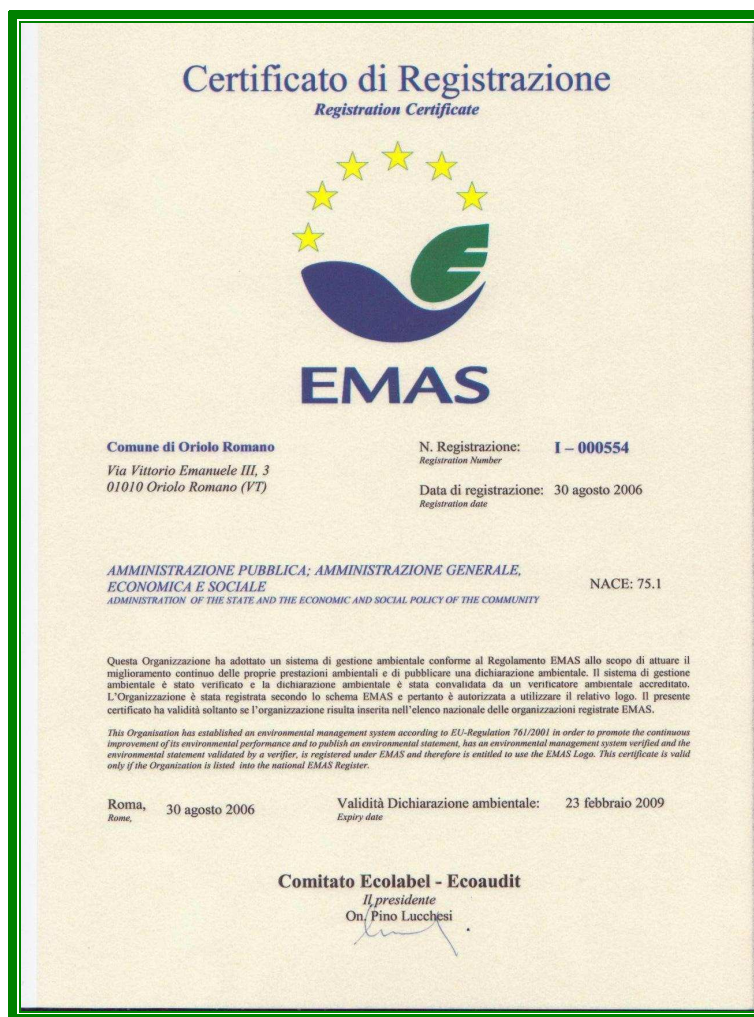 Certificato di Registrazione
Registration Certificate
EMAS
Comune di Oriolo Romano
Via Vittorio Emanuele III, 3
01010 Oriolo Romano (VT)
N. Registrazione: I – 000554
Registration Number
Data di registrazione: 30 agosto 2006
Registration date
AMMINISTRAZIONE PUBBLICA; AMMINISTRAZIONE GENERALE,
ECONOMICA E SOCIALE
ADMINISTRATION OF THE STATE AND THE ECONOMIC AND SOCIAL POLICY OF THE COMMUNITY
NACE: 75.1
Questa Organizzazione ha adottato un sistema di gestione ambientale conforme al Regolamento EMAS allo scopo di attuare il
miglioramento continuo delle proprie prestazioni ambientali e di pubblicare una dichiarazione ambientale. Il sistema di gestione
ambientale è stato verificato e la dichiarazione ambientale è stata convalidata da un verificatore ambientale accreditato.
L'Organizzazione è stata registrata secondo lo schema EMAS e pertanto è autorizzata a utilizzare il relativo logo. Il presente
certificato ha validità soltanto se l'organizzazione risulta inserita nell'elenco nazionale delle organizzazioni registrate EMAS.
This Organisation has established an environmental management system according to EU-Regulation 761/2001 in order to promote the continuous
improvement of its environmental performance and to publish an environmental statement, has an environmental management system verified and the
environmental statement validated by a verifier, is registered under EMAS and therefore is entitled to use the EMAS Logo. This certificate is valid
only if the Organization is listed into the national EMAS Register.
Roma, 30 agosto 2006
Rome,
Validità Dichiarazione ambientale: 23 febbraio 2009
Expiry date
Comitato Ecolabel - Ecoaudit
Il presidente
On. Pino Lucchesi